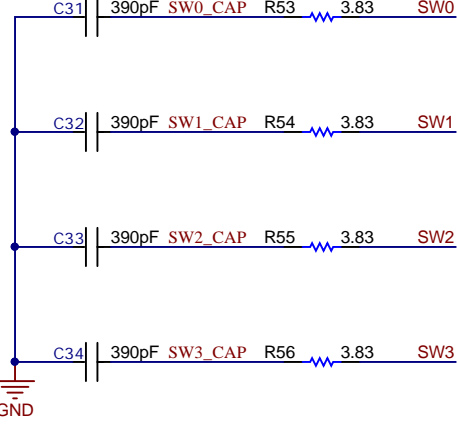 C31 390pF SW0_CAP R53 3.83 SW0
C32 390pF SW1_CAP R54 3.83 SW1
C33 390pF SW2_CAP R55 3.83 SW2
C34 390pF SW3_CAP R56 3.83 SW3
GND